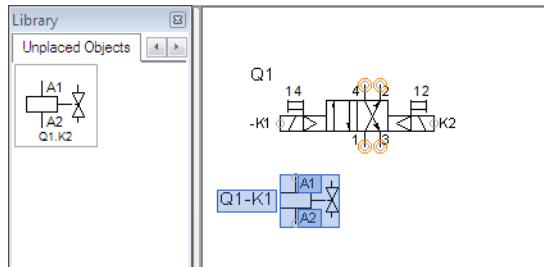 Library
Unplaced Objects
A1
A2
Q1.K2
Q1
14
4 2
12
-K1
K2
1 3
A1
Q1-K1
A2